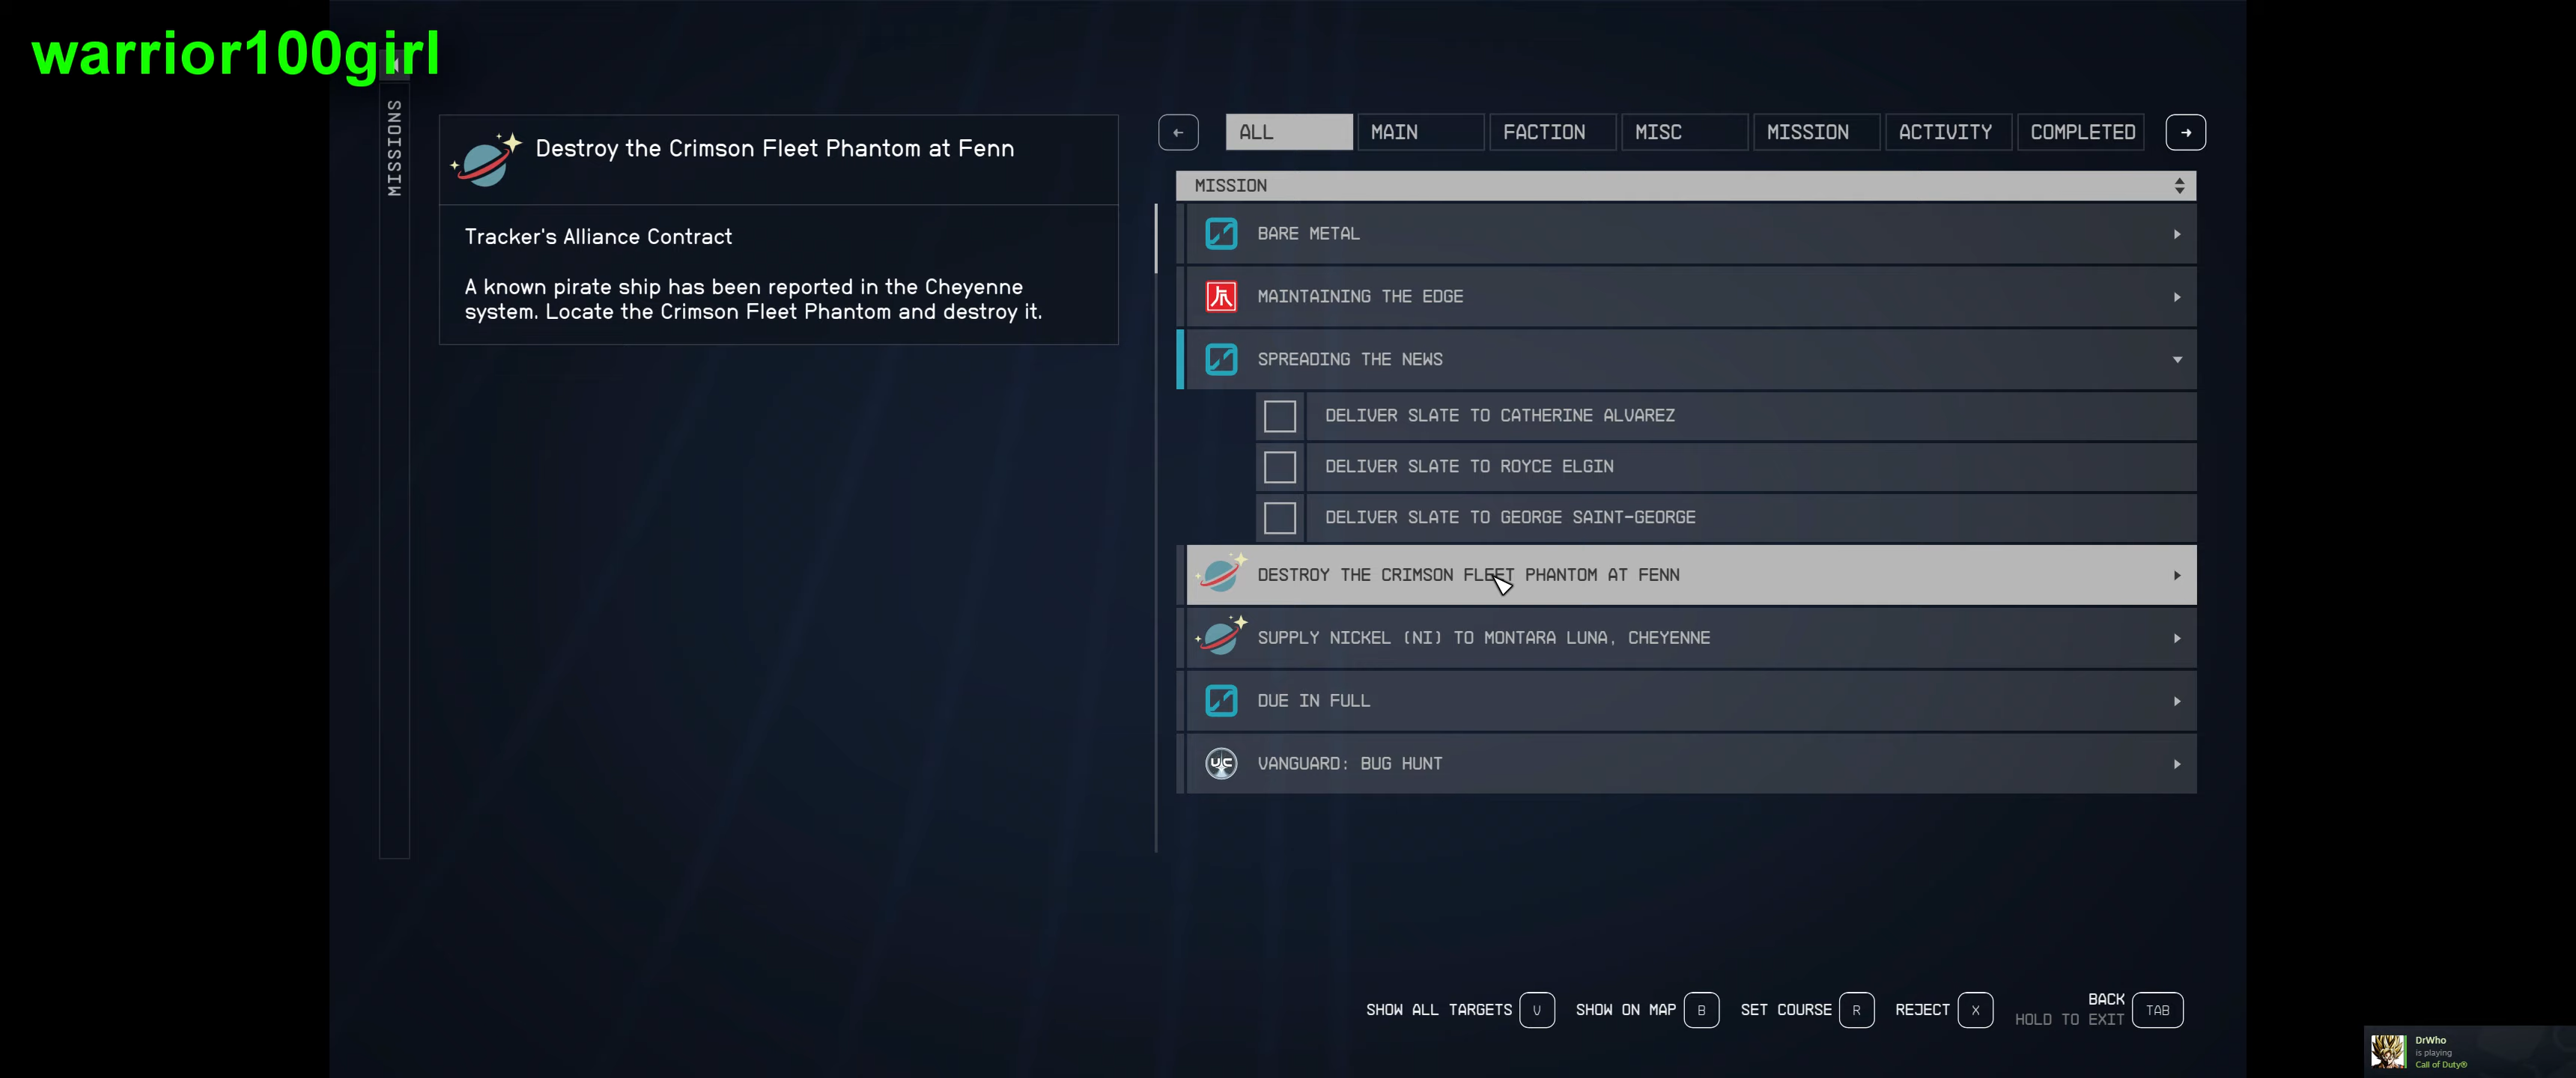 warrior100girl
MISSIONS
Destroy the Crimson Fleet Phantom at Fenn
Tracker's Alliance Contract
A known pirate ship has been reported in the Cheyenne
system. Locate the Crimson Fleet Phantom and destroy it.
ALL MAIN FACTION MISC MISSION ACTIVITY COMPLETED
MISSION
BARE METAL
MAINTAINING THE EDGE
SPREADING THE NEWS
DELIVER SLATE TO CATHERINE ALVAREZ
DELIVER SLATE TO ROYCE ELGIN
DELIVER SLATE TO GEORGE SAINT-GEORGE
DESTROY THE CRIMSON FLEET PHANTOM AT FENN
SUPPLY NICKEL (NI) TO MONTARA LUNA, CHEYENNE
DUE IN FULL
UC
VANGUARD: BUG HUNT
SHOW ALL TARGETS V SHOW ON MAP B SET COURSE R REJECT X BACK TAB
HOLD TO EXIT
DrWho
is playing
Call of Duty®